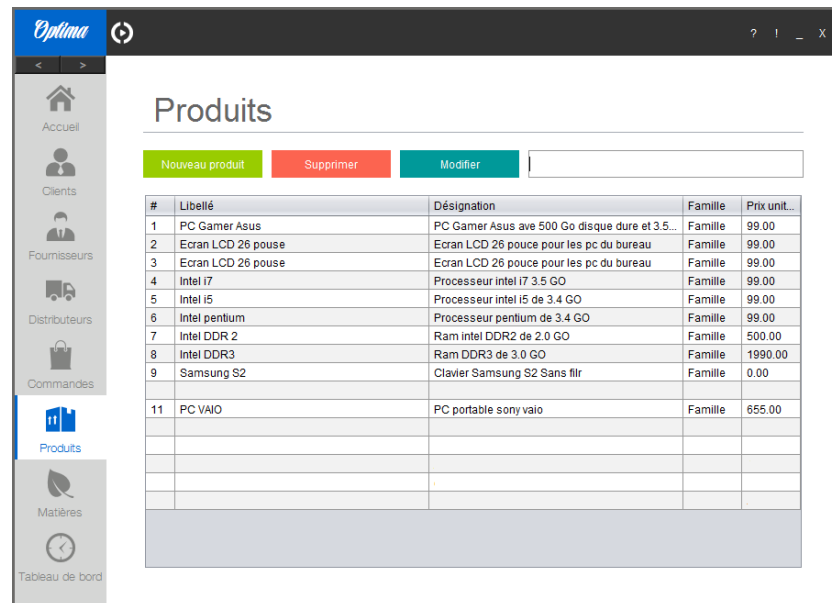 Optima ? ! _ X
< >
Accueil
Clients
Fournisseurs
Distributeurs
Commandes
Produits
Matières
Tableau de bord
Produits
Nouveau produit Supprimer Modifier
# Libellé Désignation Famille Prix unit...
1 PC Gamer Asus PC Gamer Asus ave 500 Go disque dure et 3.5... Famille 99.00
2 Ecran LCD 26 pouse Ecran LCD 26 pouce pour les pc du bureau Famille 99.00
3 Ecran LCD 26 pouse Ecran LCD 26 pouce pour les pc du bureau Famille 99.00
4 Intel i7 Processeur intel i7 3.5 GO Famille 99.00
5 Intel i5 Processeur intel i5 de 3.4 GO Famille 99.00
6 Intel pentium Processeur pentium de 3.4 GO Famille 99.00
7 Intel DDR 2 Ram intel DDR2 de 2.0 GO Famille 500.00
8 Intel DDR3 Ram DDR3 de 3.0 GO Famille 1990.00
9 Samsung S2 Clavier Samsung S2 Sans filr Famille 0.00
11 PC VAIO PC portable sony vaio Famille 655.00